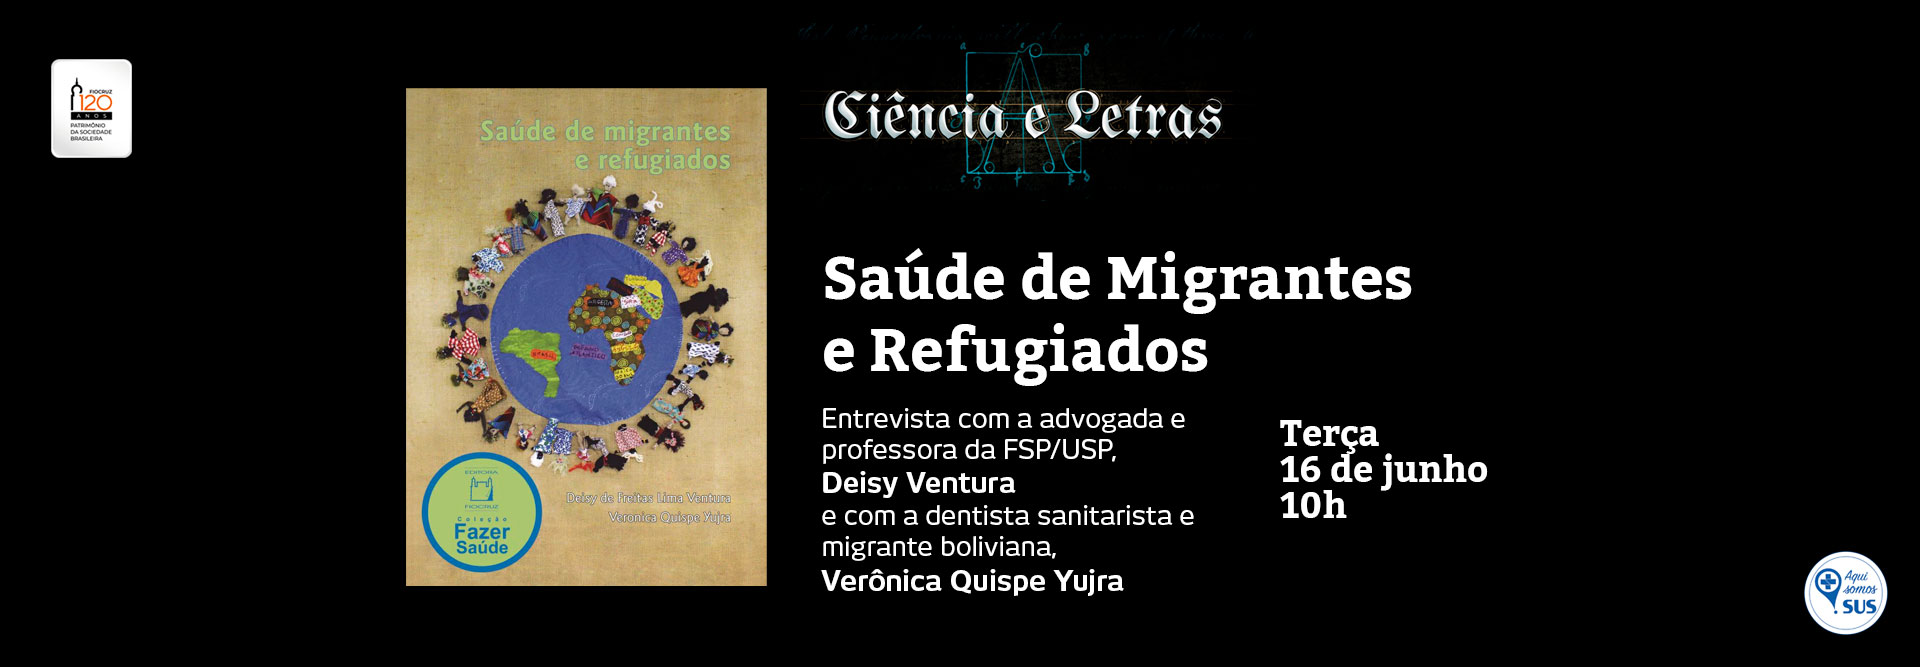 FIOCRUZ
120
ANOS
PATRIMÔNIO
DA SOCIEDADE
BRASILEIRA
Saúde de migrantes
e refugiados
BRASIL
EDITORA
FIOCRUZ
Coleção
Fazer
Saúde
Deisy de Freitas Lima Ventura
Veronica Quispe Yujra
Ciência e Letras
Saúde de Migrantes
e Refugiados
Entrevista com a advogada e
professora da FSP/USP,
Deisy Ventura
e com a dentista sanitarista e
migrante boliviana,
Verônica Quispe Yujra
Terça
16 de junho
10h
Aqui
somos
SUS